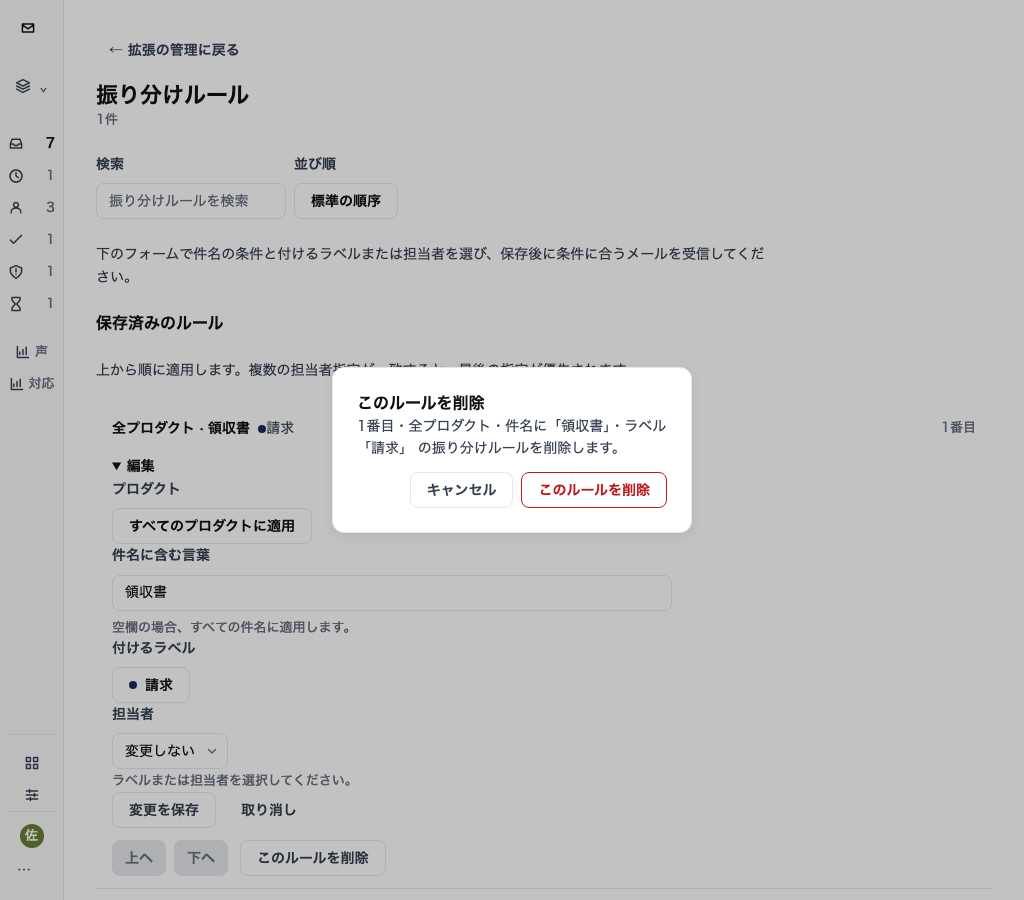 ← 拡張の管理に戻る
振り分けルール
1件
検索
並び順
振り分けルールを検索
標準の順序
下のフォームで件名の条件と付けるラベルまたは担当者を選び、保存後に条件に合うメールを受信してくだ
さい。
保存済みのルール
上から順に適用します。複数の担当者
全プロダクト · 領収書 請求
1番目
▼ 編集
プロダクト
すべてのプロダクトに適用
件名に含む言葉
領収書
空欄の場合、すべての件名に適用します。
付けるラベル
請求
担当者
変更しない
ラベルまたは担当者を選択してください。
変更を保存
取り消し
上へ
下へ
このルールを削除
このルールを削除
1番目・全プロダクト・件名に「領収書」・ラベル
「請求」 の振り分けルールを削除します。
キャンセル
このルールを削除
7
1
3
1
1
1
声
対応
佐
…